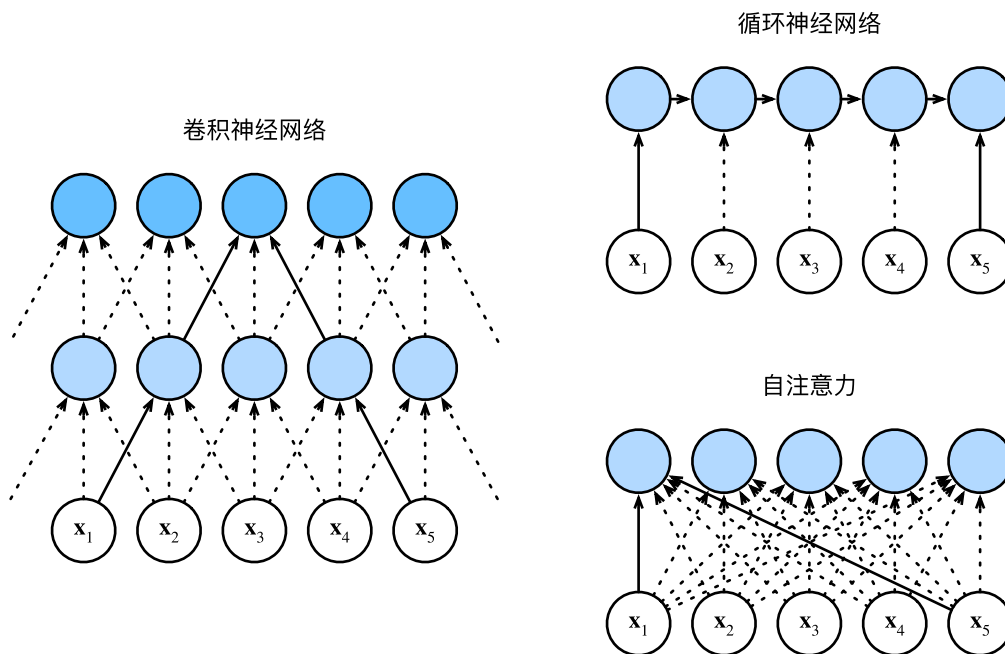 卷积神经网络
x₁ x₂ x₃ x₄ x₅
循环神经网络
x₁ x₂ x₃ x₄ x₅
自注意力
x₁ x₂ x₃ x₄ x₅